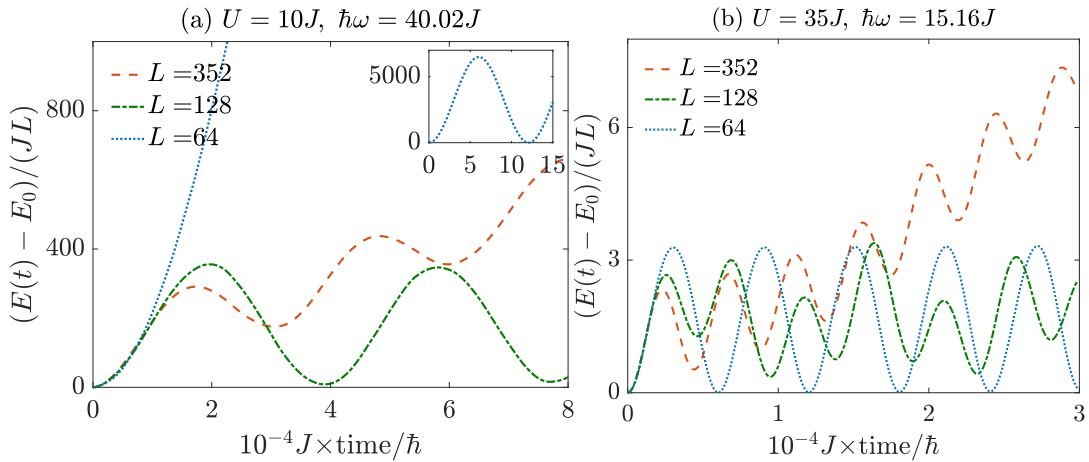 (a) U = 10J, ℏω = 40.02J
(E(t) − E₀)/(JL)
800
400
0
L =352
L =128
L =64
5000
0
0 5 10 15
0 2 4 6 8
10⁻⁴J×time/ℏ
(b) U = 35J, ℏω = 15.16J
(E(t) − E₀)/(JL)
6
3
0
L =352
L =128
L =64
0 1 2 3
10⁻⁴J×time/ℏ